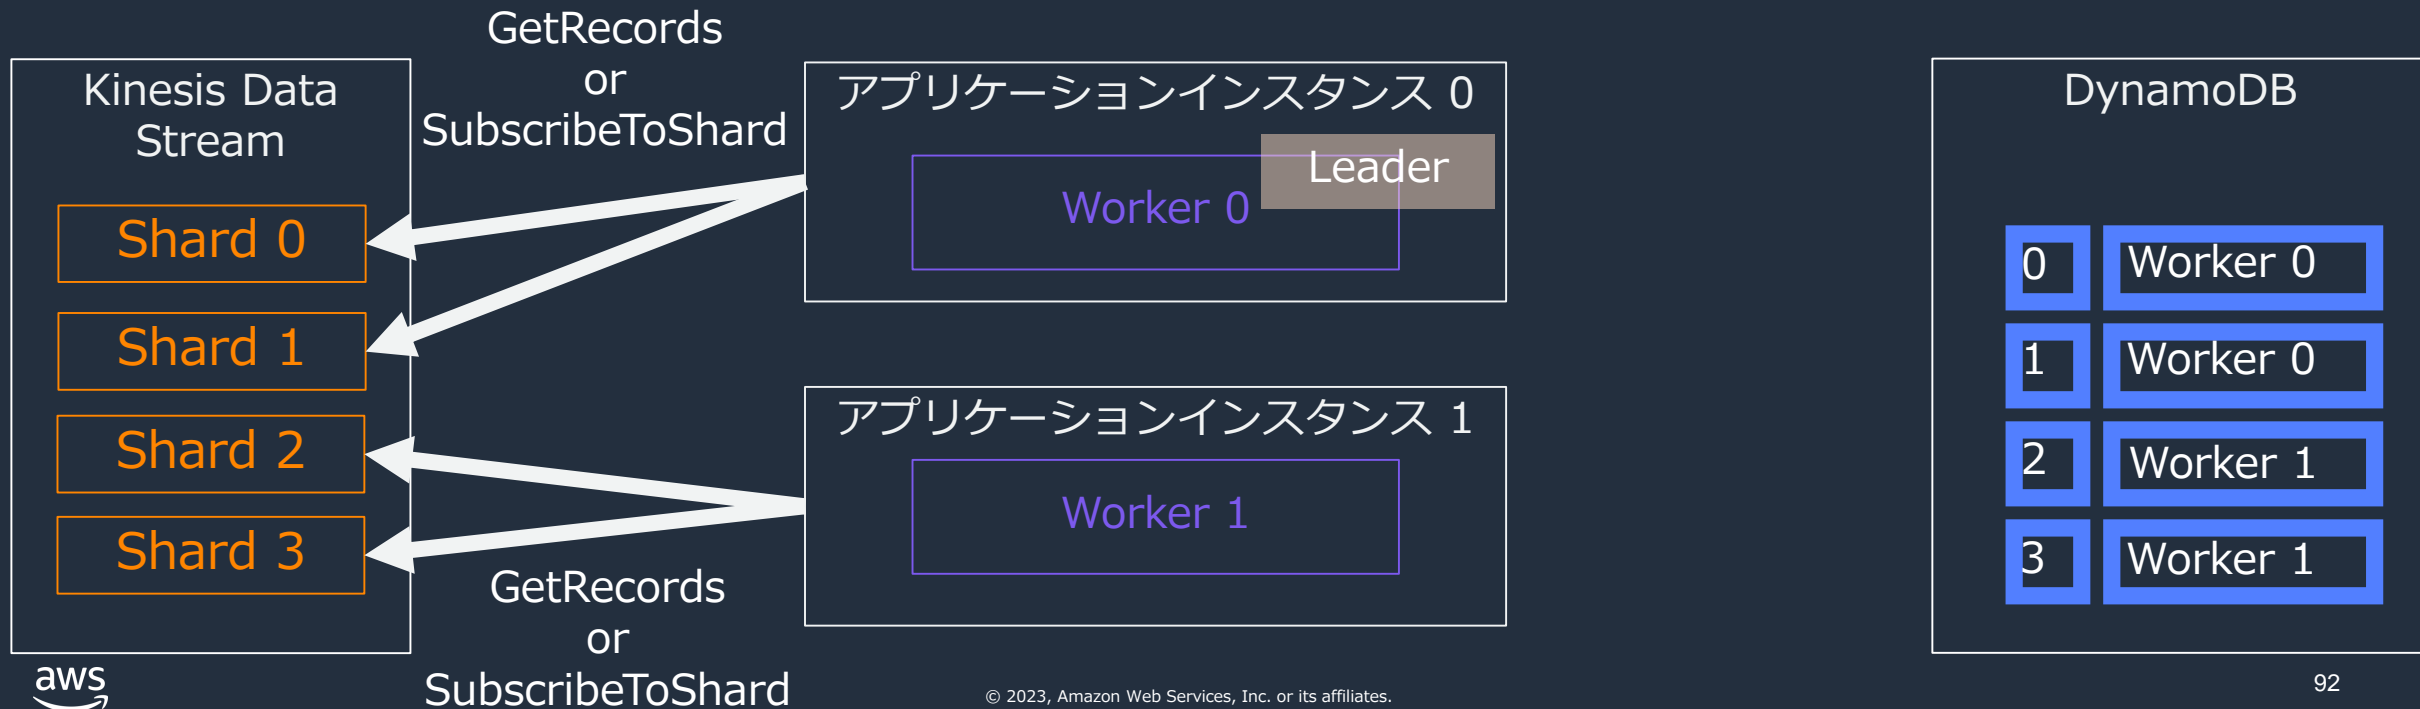 GetRecords
or
SubscribeToShard
Kinesis Data
Stream
Shard 0
Shard 1
Shard 2
Shard 3
アプリケーションインスタンス 0
Leader
Worker 0
アプリケーションインスタンス 1
Worker 1
GetRecords
or
SubscribeToShard
DynamoDB
0 Worker 0
1 Worker 0
2 Worker 1
3 Worker 1
aws
© 2023, Amazon Web Services, Inc. or its affiliates.
92